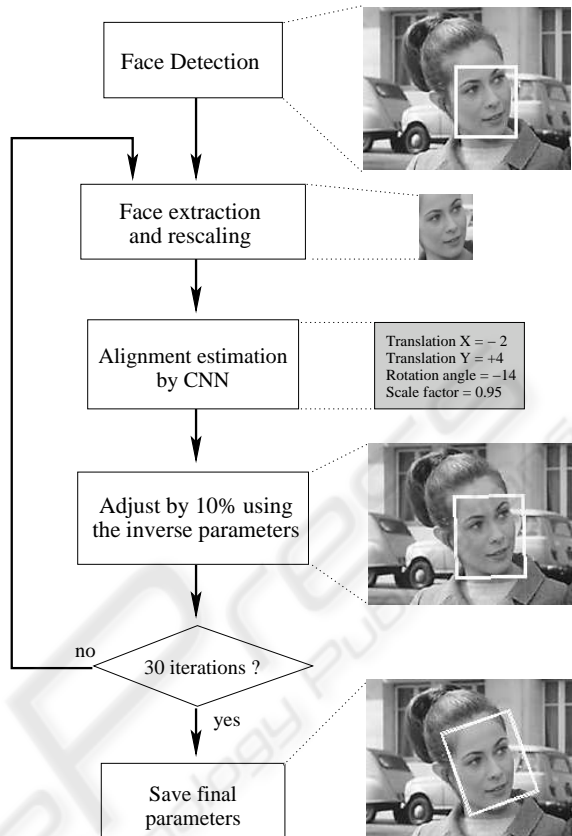 Face Detection
Face extraction
and rescaling
Alignment estimation
by CNN
Translation X = − 2
Translation Y = +4
Rotation angle = −14
Scale factor = 0.95
Adjust by 10% using
the inverse parameters
no
30 iterations ?
yes
Save final
parameters